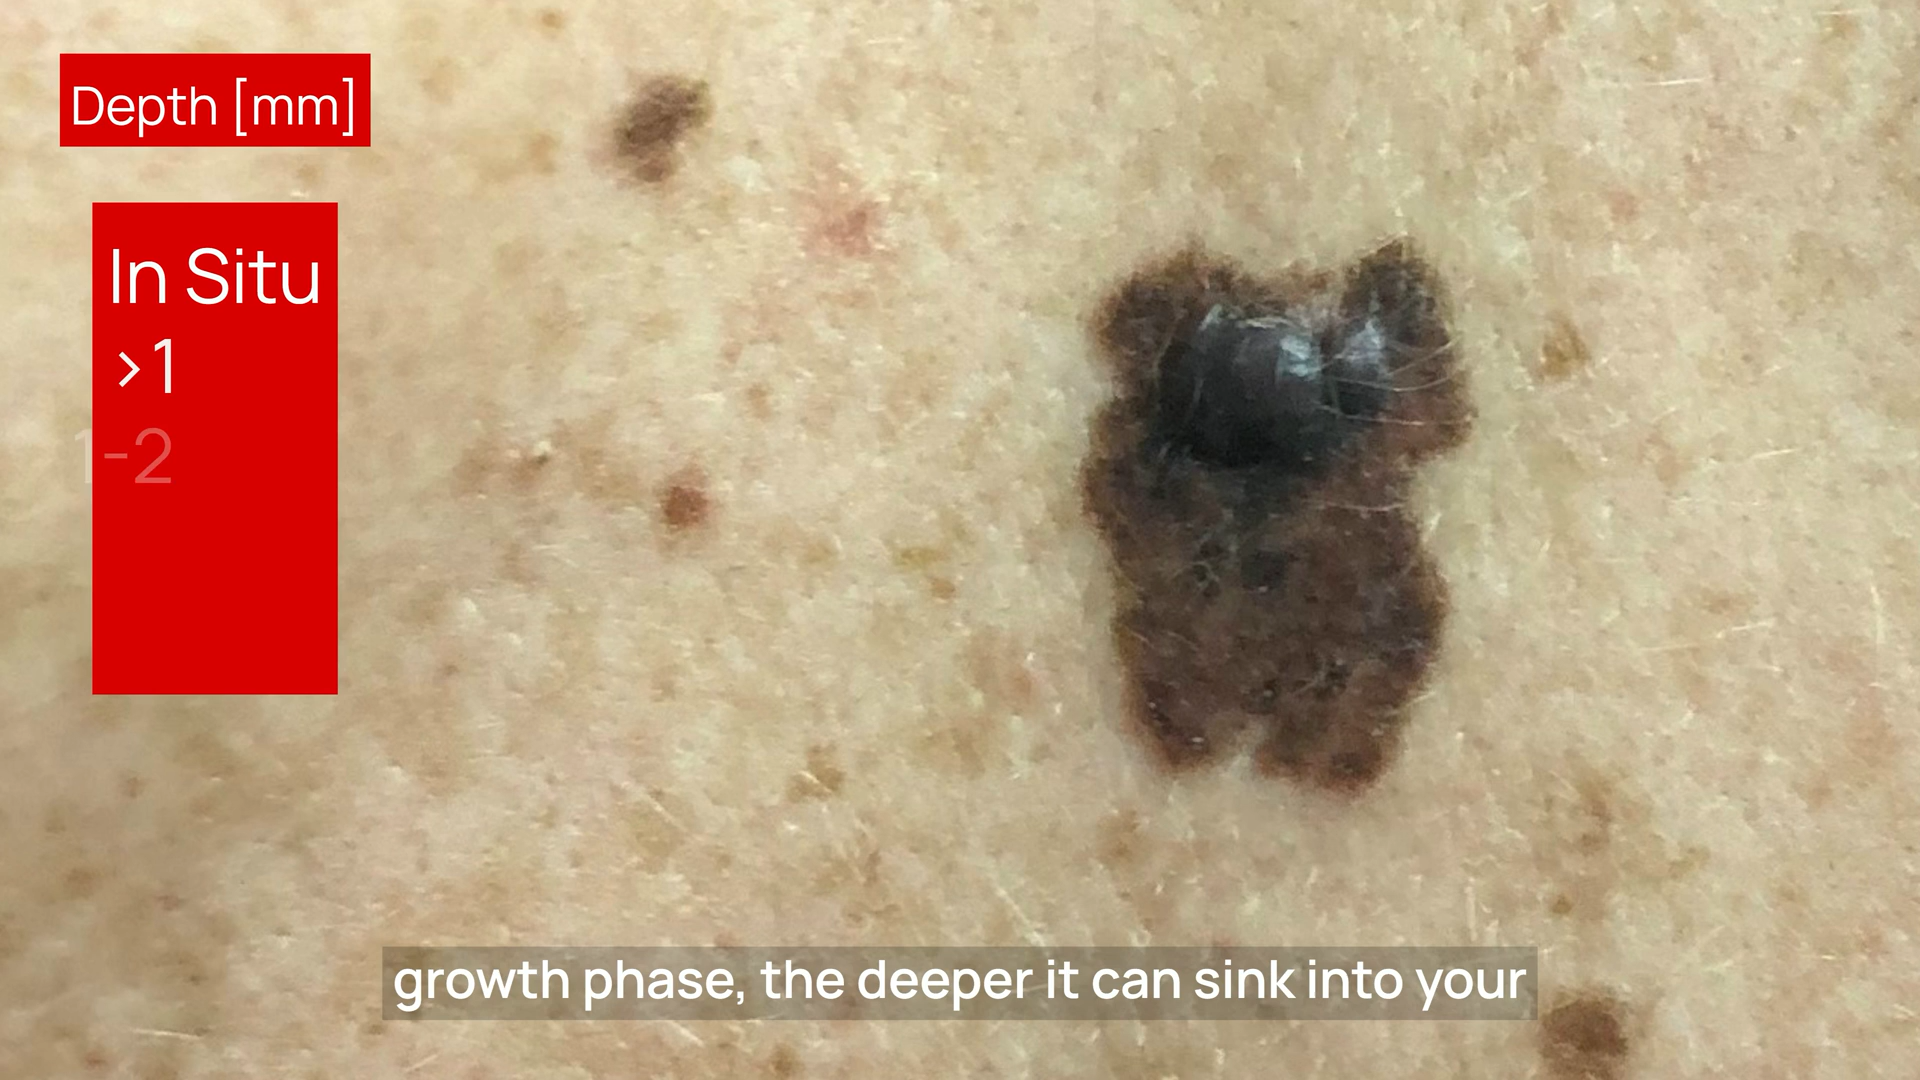 Depth [mm]
In Situ
>1
1-2
growth phase, the deeper it can sink into your